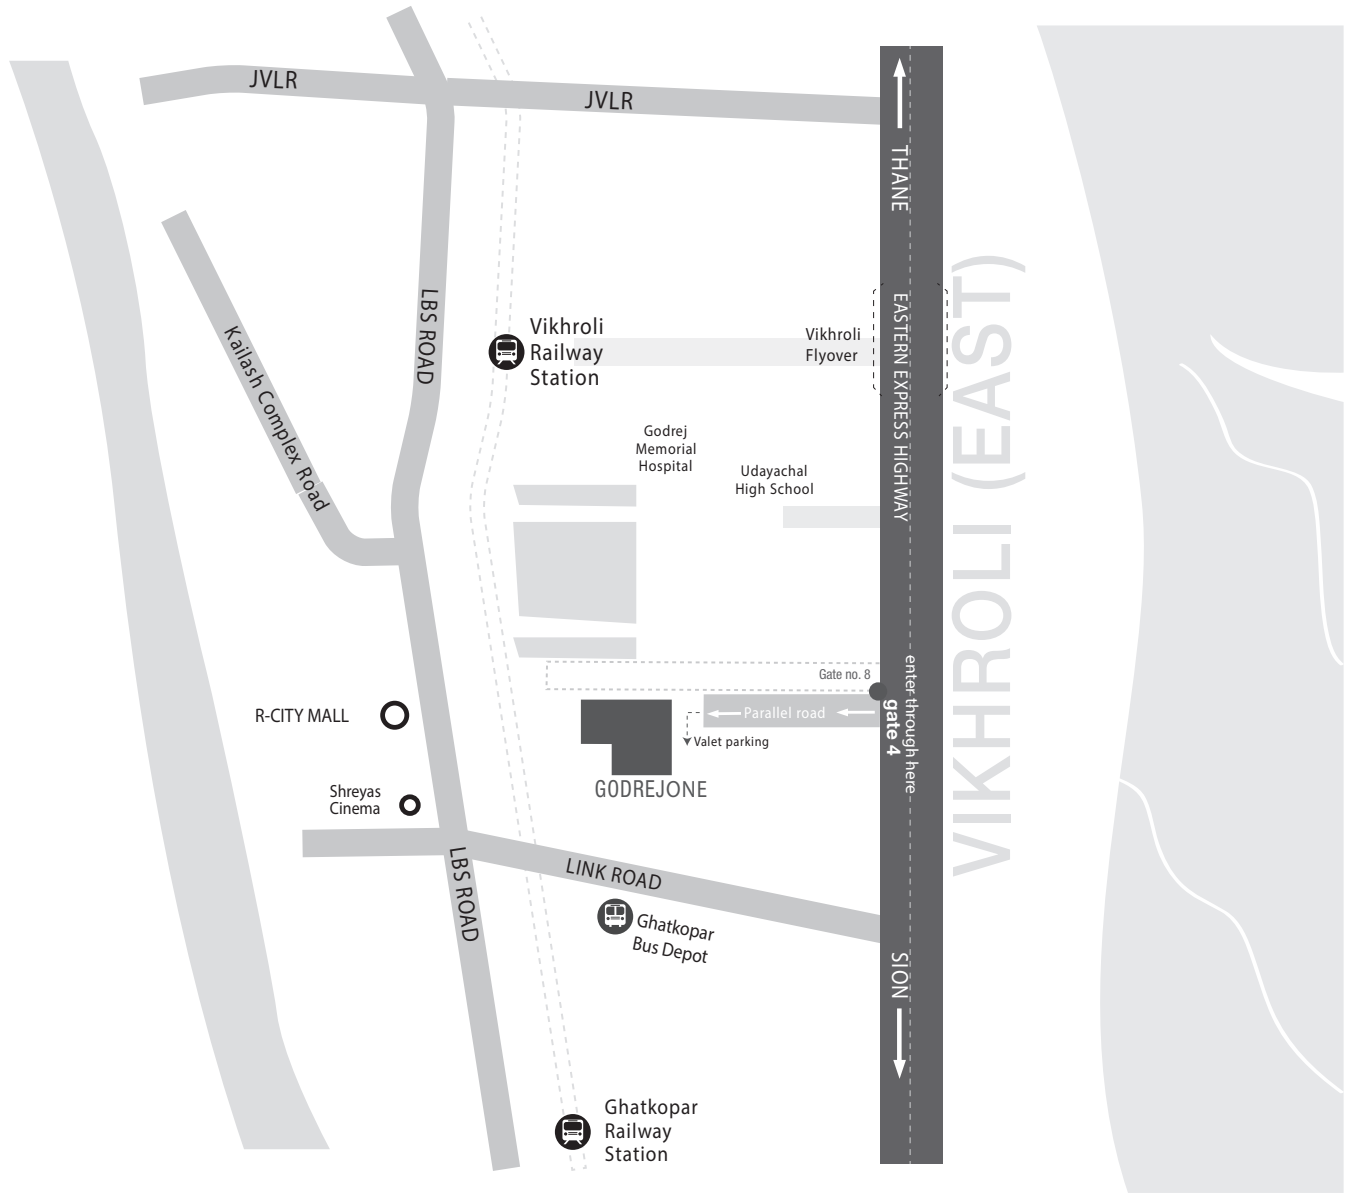 JVLR
JVLR
THANE
LBS ROAD
Kailash Complex Road
Vikhroli
Railway
Station
Vikhroli
Flyover
EASTERN EXPRESS HIGHWAY
VIKHROLI (EAST)
Godrej
Memorial
Hospital
Udayachal
High School
Gate no. 8
enter through here
gate 4
Parallel road
Valet parking
R-CITY MALL
GODREJONE
Shreyas
Cinema
LBS ROAD
LINK ROAD
Ghatkopar
Bus Depot
SION
Ghatkopar
Railway
Station